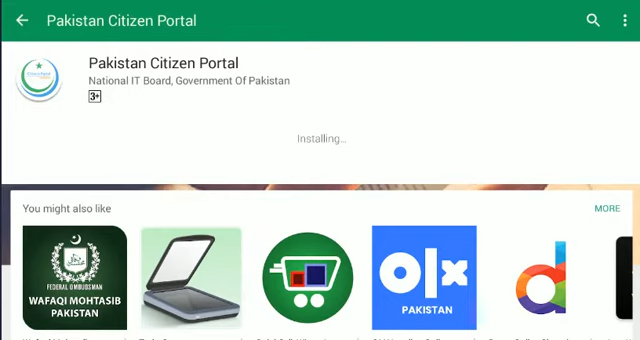 Pakistan Citizen Portal
Pakistan Citizen Portal
National IT Board, Government Of Pakistan
3+
Installing...
You might also like
MORE
FEDERAL OMBUDSMAN
WAFAQI MOHTASIB
PAKISTAN
olx
PAKISTAN
d